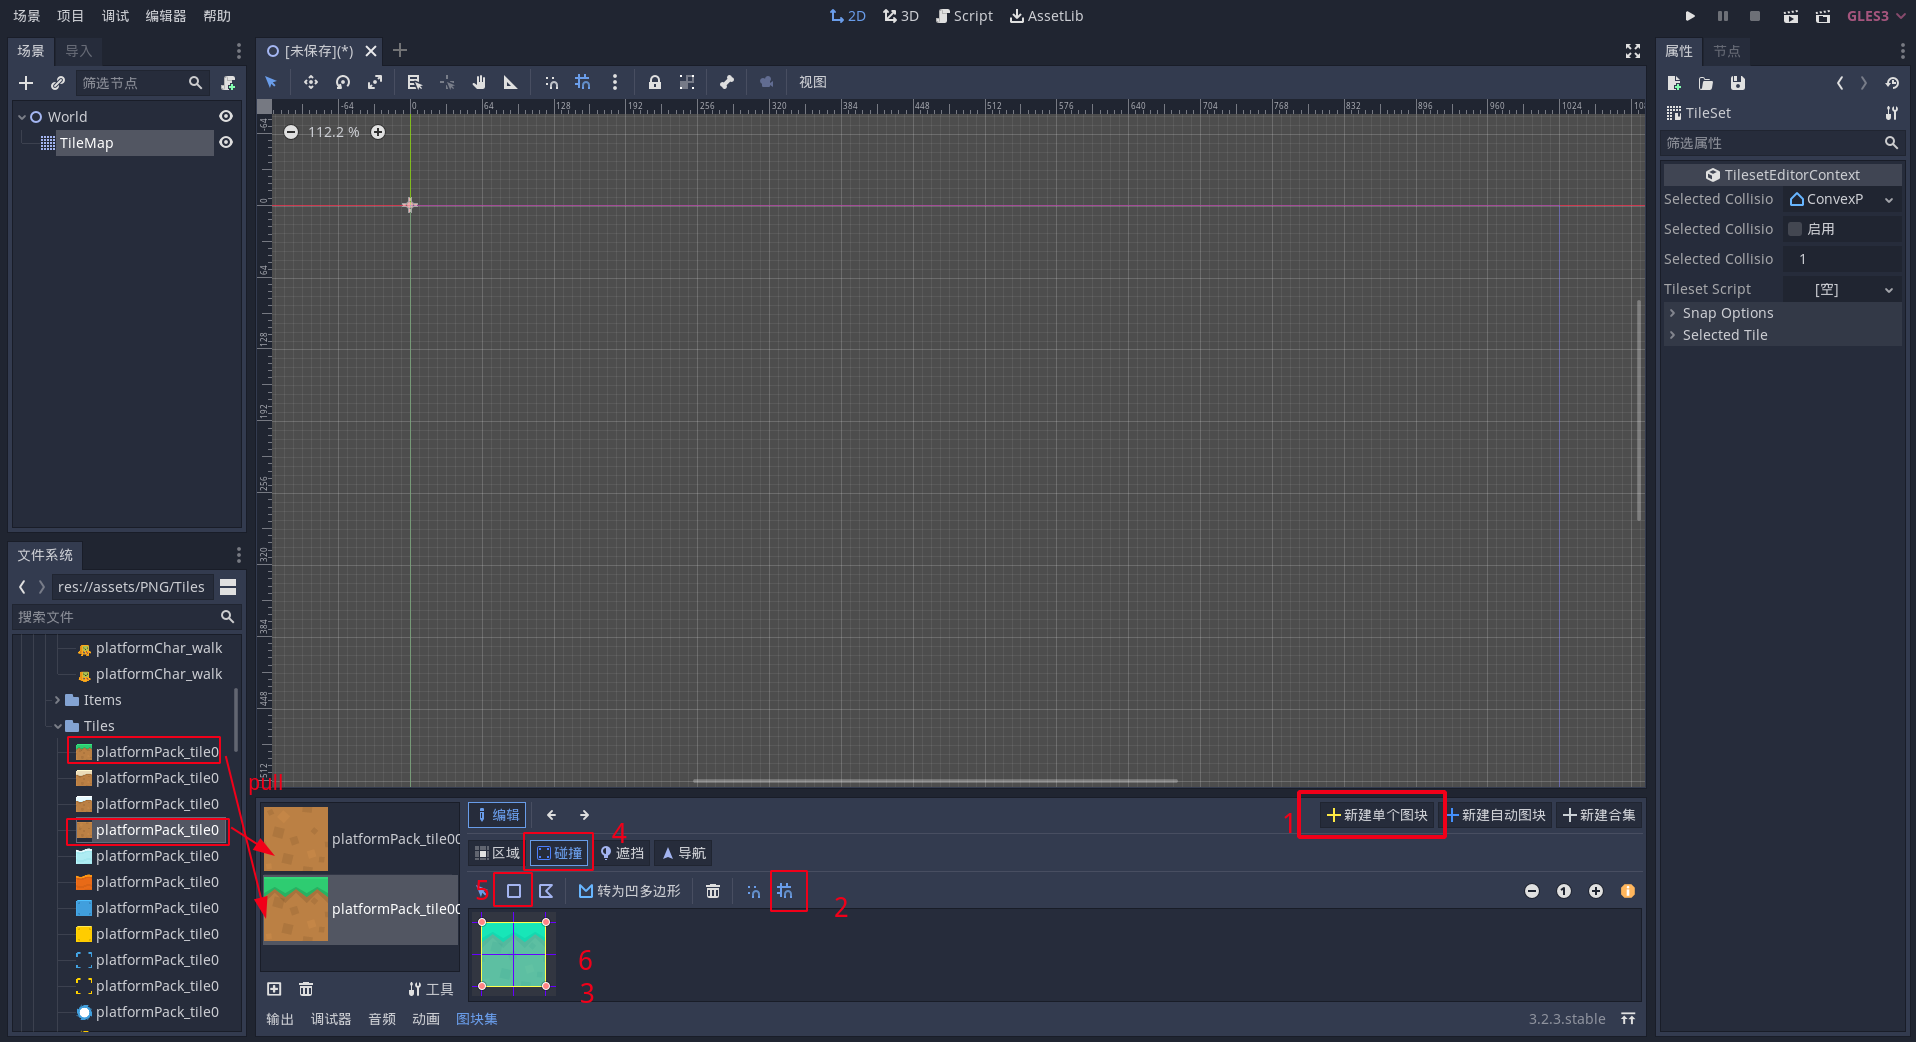 场景 项目 调试 编辑器 帮助
2D 3D Script AssetLib
GLES3
场景 导入
[未保存](*)
属性 节点
筛选节点
视图
World
TileMap
-64 0 64 128 192 256 320 384 448 512 576 640 704 768 832 896 960 1024 10
-64 0 64 128 192 256 320 384 448 512
112.2 %
TileSet
筛选属性
TilesetEditorContext
Selected Collisio ConvexP
Selected Collisio 启用
Selected Collisio 1
Tileset Script [空]
Snap Options
Selected Tile
文件系统
res://assets/PNG/Tiles
搜索文件
platformChar_walk
platformChar_walk
Items
Tiles
platformPack_tile0
platformPack_tile0
platformPack_tile0
platformPack_tile0
platformPack_tile0
platformPack_tile0
platformPack_tile0
platformPack_tile0
platformPack_tile0
platformPack_tile0
platformPack_tile0
pull
platformPack_tile00
platformPack_tile00
工具
编辑
1
新建单个图块 新建自动图块 新建合集
4
区域 碰撞 遮挡 导航
5
转为凹多边形
2
1
6
3
输出 调试器 音频 动画 图块集
3.2.3.stable